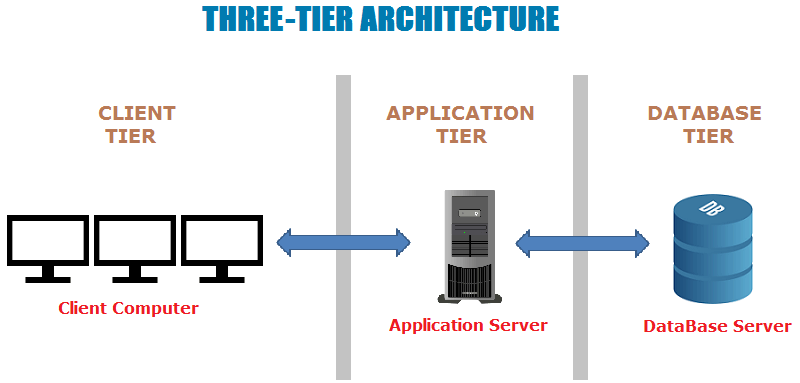 THREE-TIER ARCHITECTURE
CLIENT
TIER
APPLICATION
TIER
DATABASE
TIER
DB
Client Computer
Application Server
DataBase Server